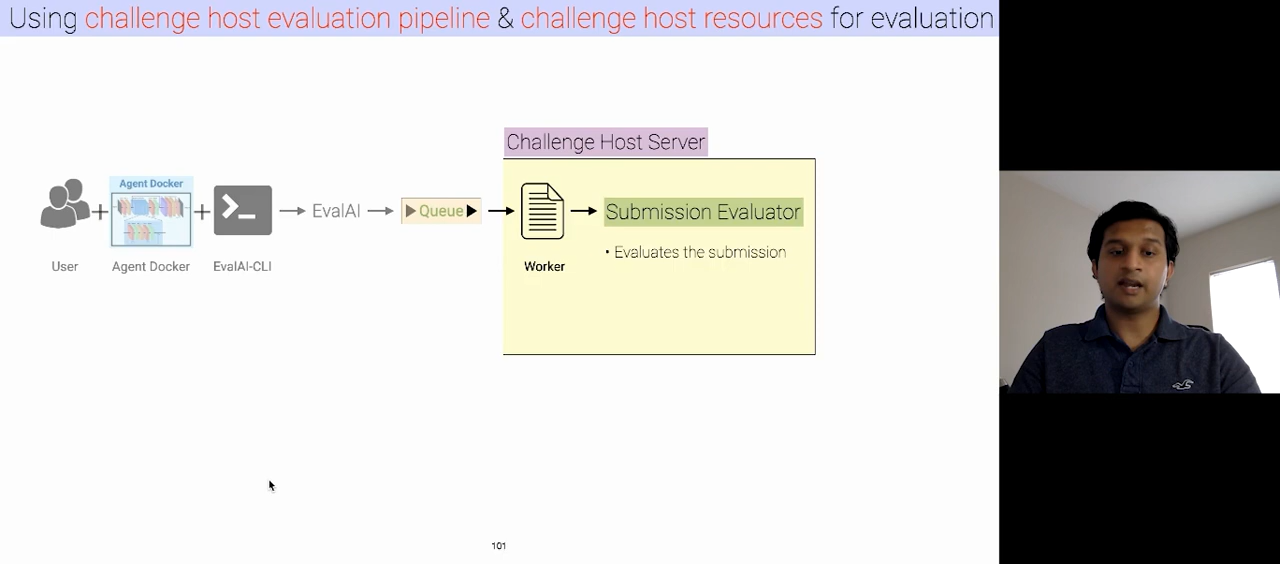 Using challenge host evaluation pipeline & challenge host resources for evaluation
Challenge Host Server
Agent Docker
EvalAI
Queue
Submission Evaluator
• Evaluates the submission
User
Agent Docker
EvalAI-CLI
Worker
101